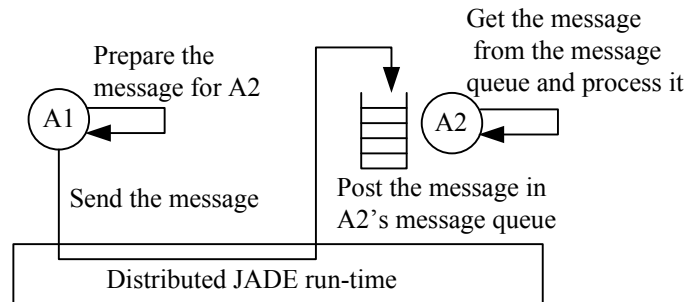 Prepare the
message for A2
A1
Send the message
Get the message
from the message
queue and process it
A2
Post the message in
A2's message queue
Distributed JADE run-time